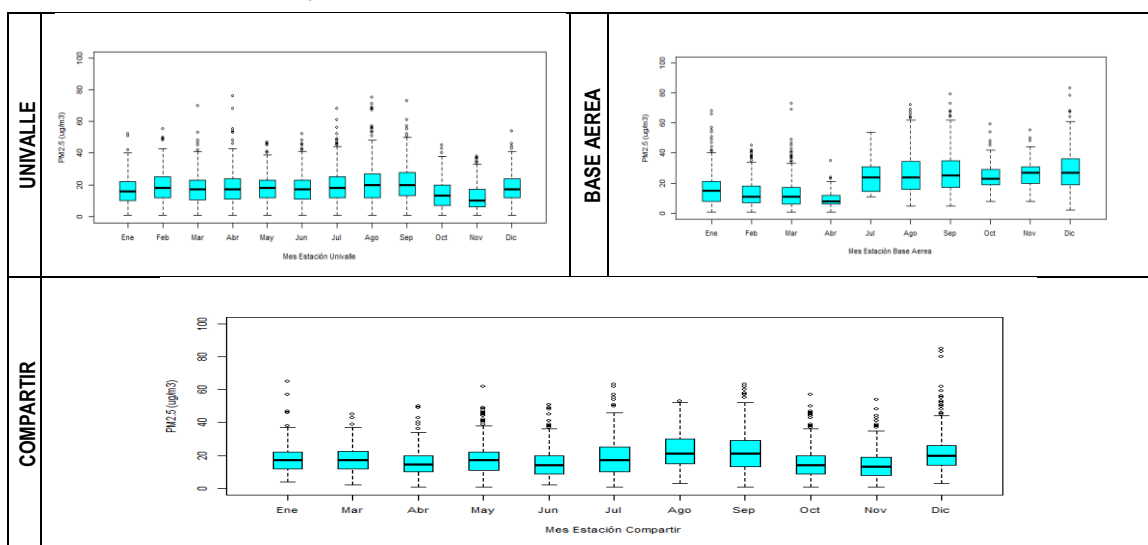 UNIVALLE
PM2.5 (ug/m3)
100
80
60
40
20
0
Ene Feb Mar Abr May Jun Jul Ago Sep Oct Nov Dic
Mes Estación Univalle
BASE AEREA
PM2.5 (ug/m3)
100
80
60
40
20
0
Ene Feb Mar Abr Jul Ago Sep Oct Nov Dic
Mes Estación Base Aerea
COMPARTIR
PM2.5 (ug/m3)
100
80
60
40
20
0
Ene Mar Abr May Jun Jul Ago Sep Oct Nov Dic
Mes Estación Compartir